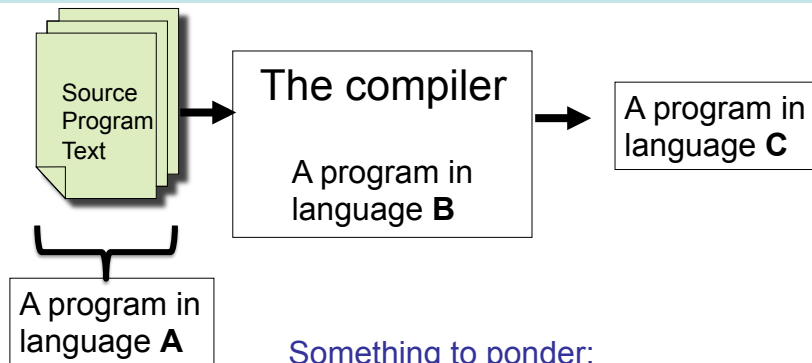 Source
Program
Text
The compiler
A program in
language B
A program in
language C
A program in
language A
Something to ponder: